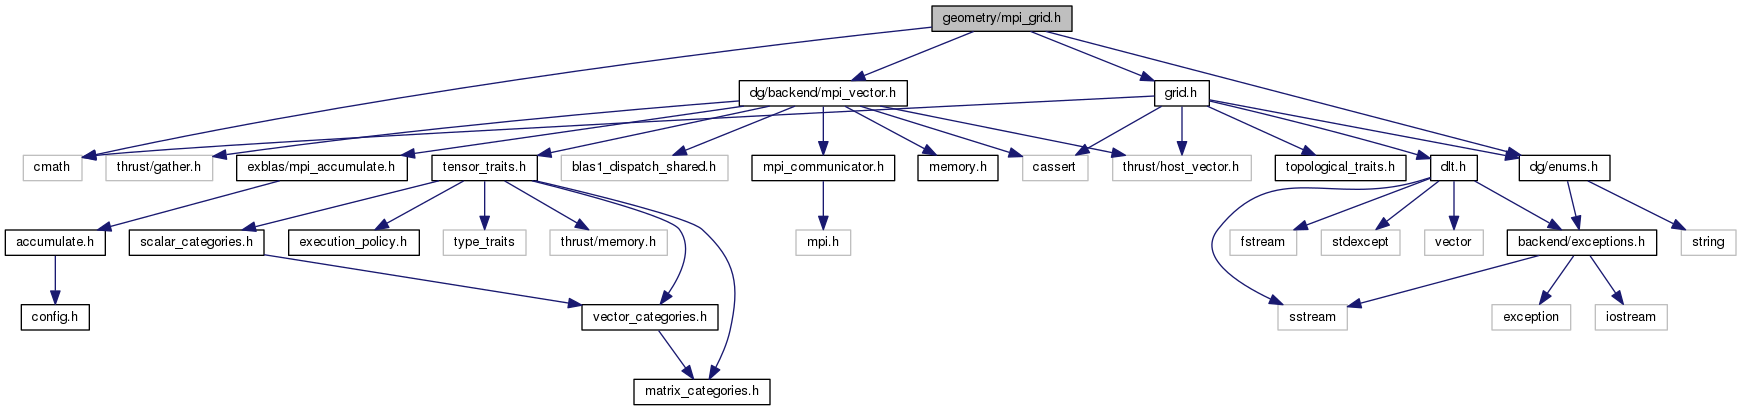 geometry/mpi_grid.h
dg/backend/mpi_vector.h
grid.h
cmath
thrust/gather.h
exblas/mpi_accumulate.h
tensor_traits.h
blas1_dispatch_shared.h
mpi_communicator.h
memory.h
cassert
thrust/host_vector.h
topological_traits.h
dlt.h
dg/enums.h
accumulate.h
scalar_categories.h
execution_policy.h
type_traits
thrust/memory.h
mpi.h
fstream
stdexcept
vector
backend/exceptions.h
string
config.h
vector_categories.h
sstream
exception
iostream
matrix_categories.h